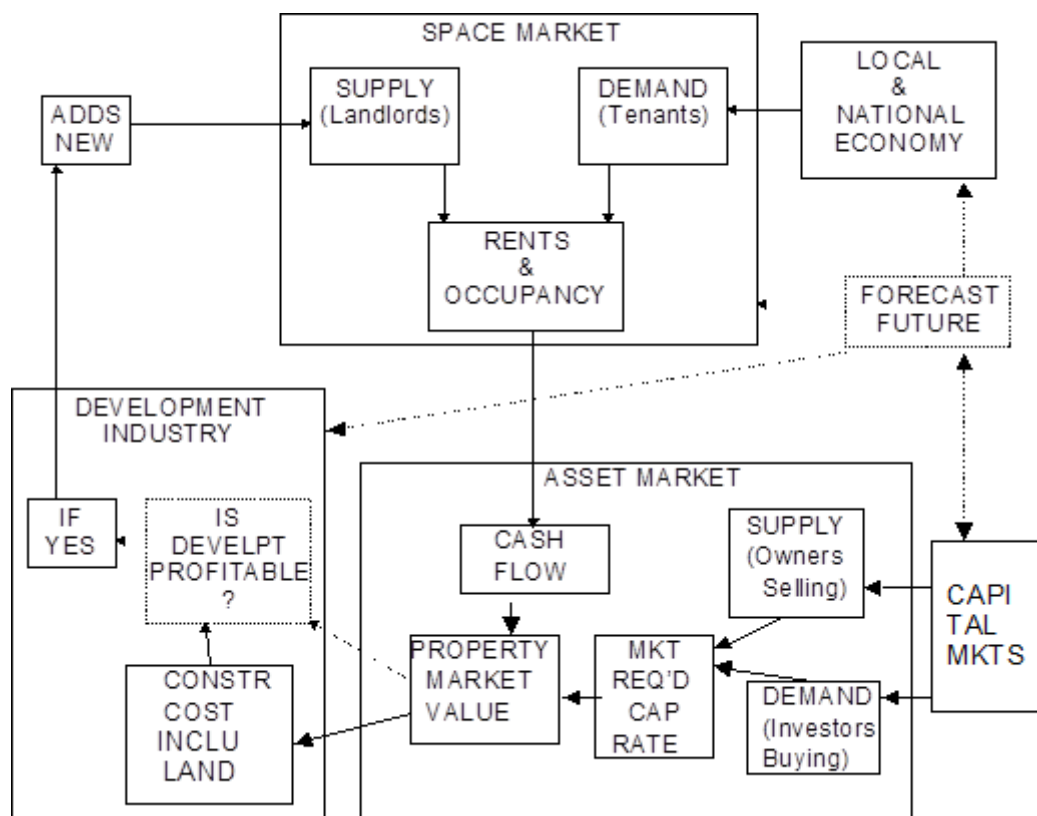 SPACE MARKET
SUPPLY
(Landlords)
DEMAND
(Tenants)
LOCAL
&
NATIONAL
ECONOMY
ADDS
NEW
RENTS
&
OCCUPANCY
FORECAST
FUTURE
DEVELOPMENT
INDUSTRY
IF
YES
IS
DEVELPT
PROFITABLE
?
CONSTR
COST
INCLU
LAND
ASSET MARKET
CASH
FLOW
PROPERTY
MARKET
VALUE
MKT
REQ'D
CAP
RATE
SUPPLY
(Owners
Selling)
DEMAND
(Investors
Buying)
CAPI
TAL
MKTS